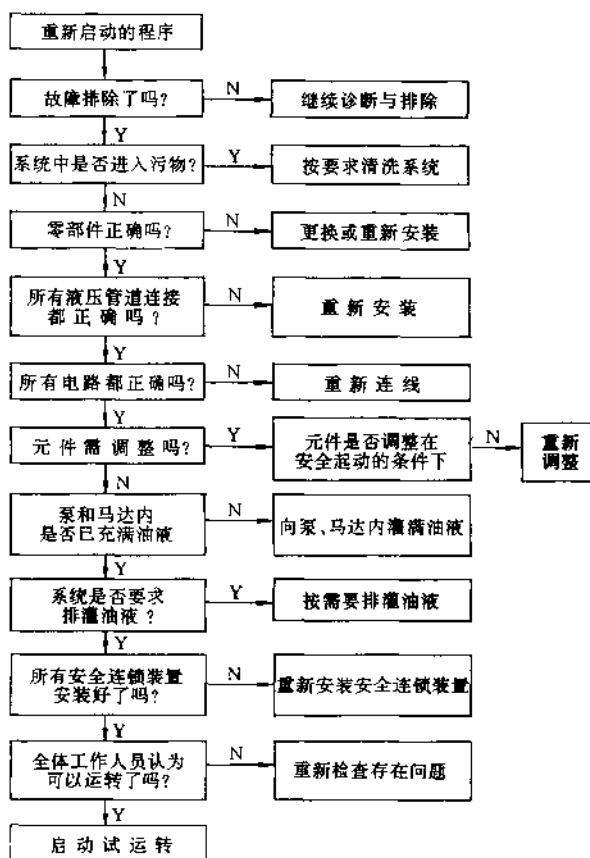 重新启动的程序
故障排除了吗?
N
继续诊断与排除
Y
系统中是否进入污物?
Y
按要求清洗系统
N
零部件正确吗?
N
更换或重新安装
Y
所有液压管道连接
都正确吗?
N
重新安装
Y
所有电路都正确吗?
N
重新连线
Y
元件需调整吗?
Y
元件是否调整在
安全起动的条件下
N
重新
调整
N
泵和马达内
是否已充满油液
N
向泵、马达内灌满油液
Y
系统是否要求
排灌油液?
Y
按需要排灌油液
Y
所有安全连锁装置
安装好了吗?
N
重新安装安全连锁装置
Y
全体工作人员认为
可以运转了吗?
N
重新检查存在问题
Y
启动试运转